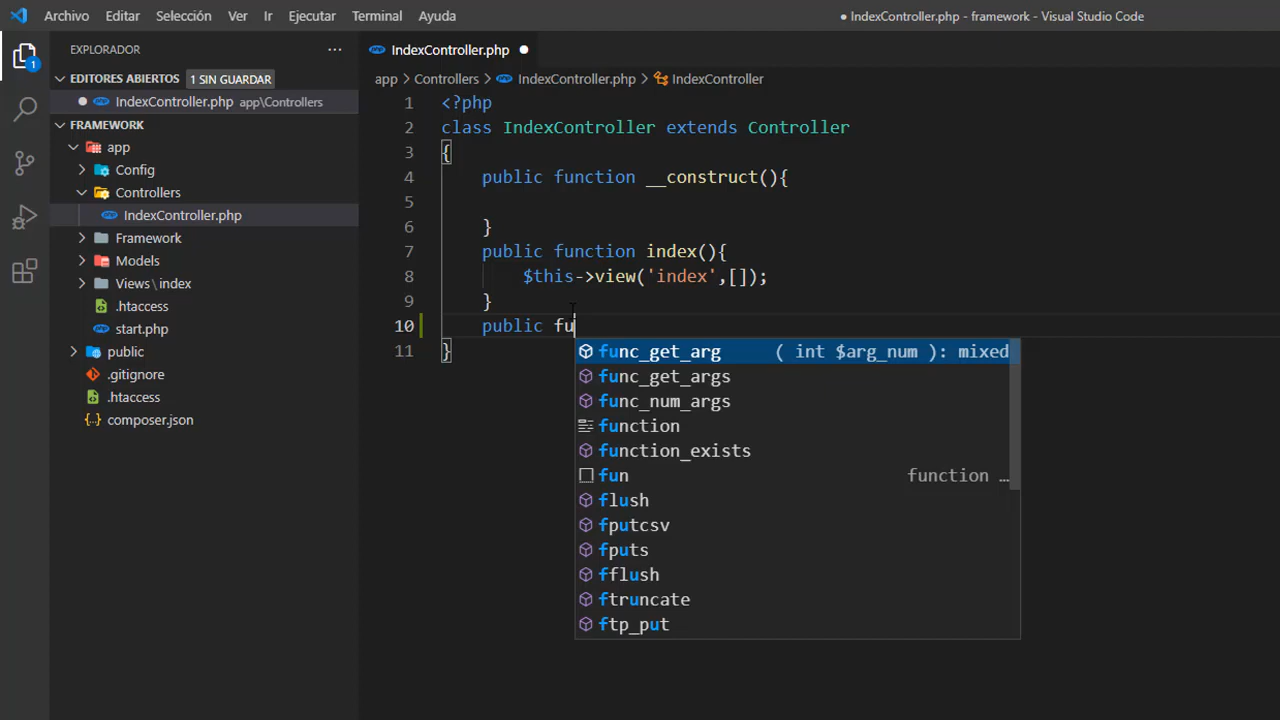 Archivo Editar Selección Ver Ir Ejecutar Terminal Ayuda ● IndexController.php - framework - Visual Studio Code
EXPLORADOR ···
EDITORES ABIERTOS 1 SIN GUARDAR
● IndexController.php app\Controllers
FRAMEWORK
app
Config
Controllers
IndexController.php
Framework
Models
Views\index
.htaccess
start.php
public
.gitignore
.htaccess
composer.json
1
IndexController.php ●
app > Controllers > IndexController.php > IndexController
1 <?php
2 class IndexController extends Controller
3 {
4 public function __construct(){
5
6 }
7 public function index(){
8 $this->view('index',[]);
9 }
10 public fu
11 }
func_get_arg ( int $arg_num ): mixed
func_get_args
func_num_args
function
function_exists
fun function …
flush
fputcsv
fputs
fflush
ftruncate
ftp_put